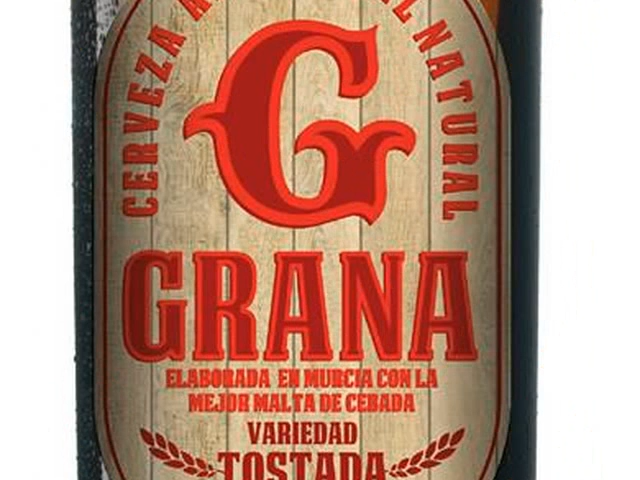 CERVEZA
NATURAL
G
GRANA
ELABORADA EN MURCIA CON LA
MEJOR MALTA DE CEBADA
VARIEDAD
TOSTADA